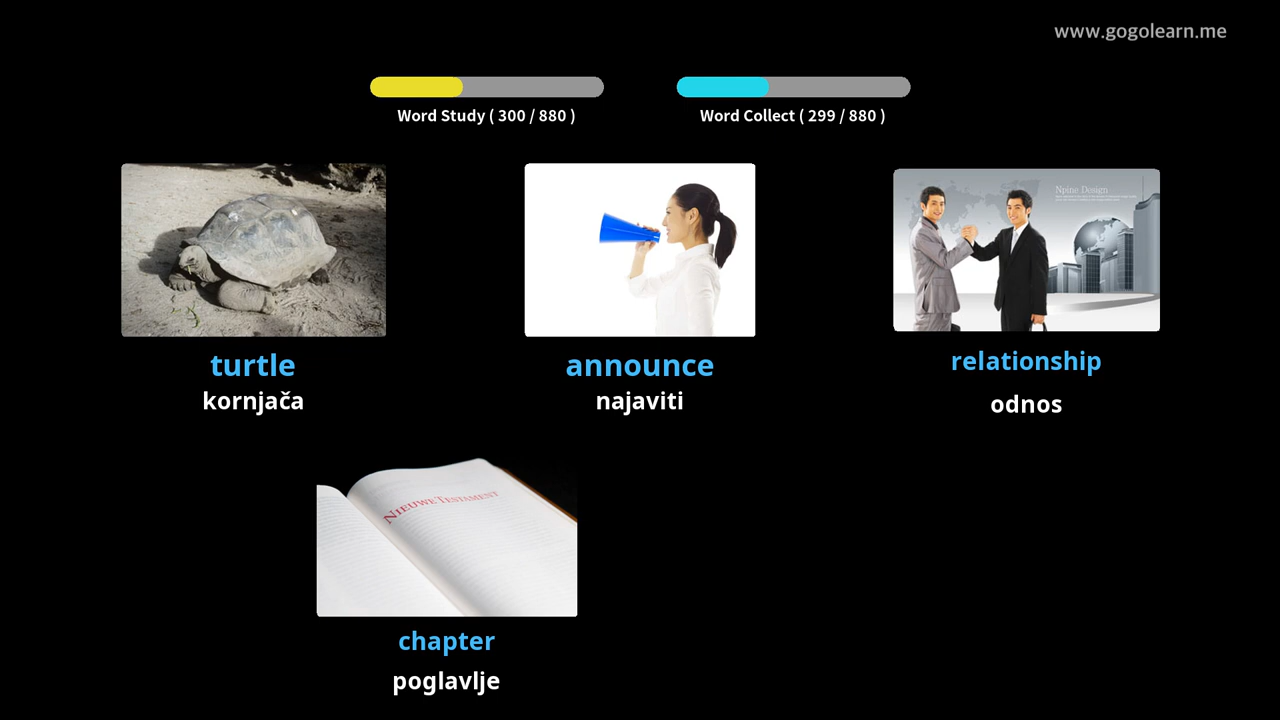 www.gogolearn.me
Word Study ( 300 / 880 )
Word Collect ( 299 / 880 )
Npine Design
turtle
kornjača
announce
najaviti
relationship
odnos
NIEUWE TESTAMENT
chapter
poglavlje